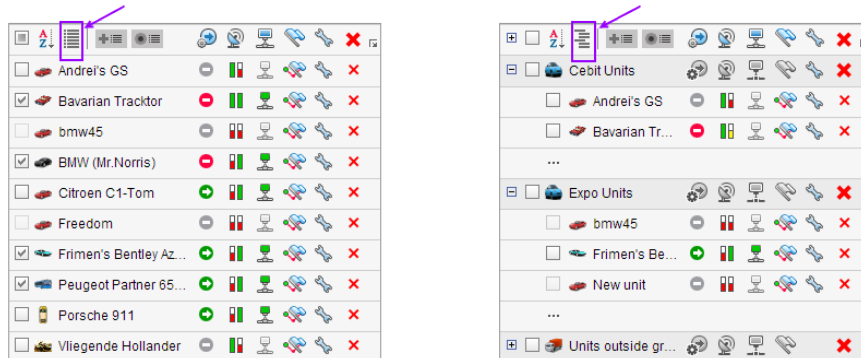 A
Z
Andrei's GS
Bavarian Tracktor
bmw45
BMW (Mr.Norris)
Citroen C1-Tom
Freedom
Frimen's Bentley Az...
Peugeot Partner 65...
Porsche 911
Vliegende Hollander
A
Z
Cebit Units
Andrei's GS
Bavarian Tr...
...
Expo Units
bmw45
Frimen's Be...
New unit
...
Units outside gr...